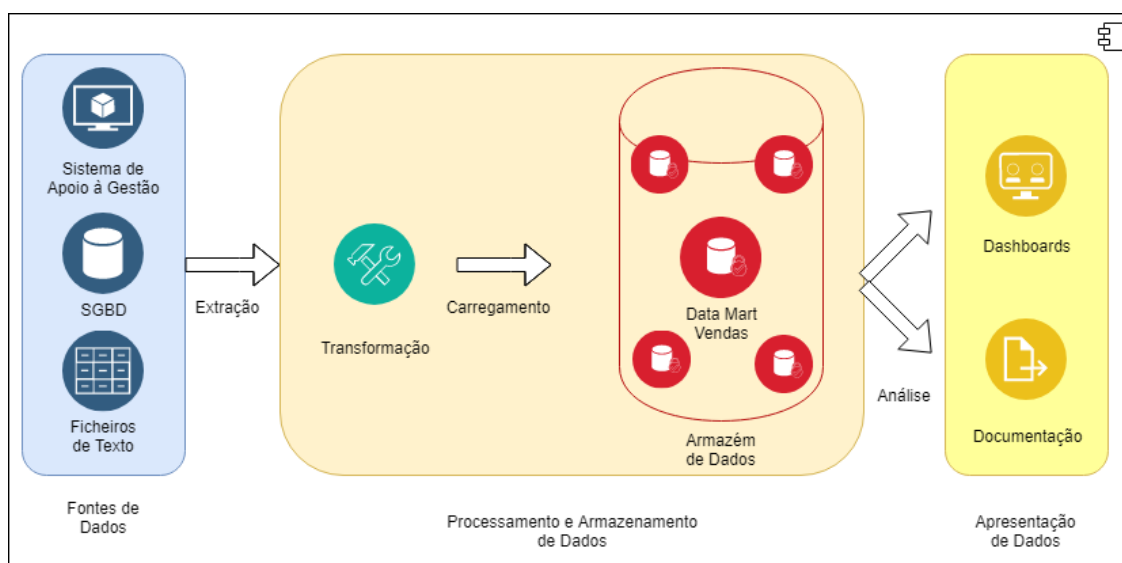 Sistema de
Apoio à Gestão
SGBD
Ficheiros
de Texto
Fontes de
Dados
Extração
Transformação
Carregamento
Data Mart
Vendas
Armazém
de Dados
Processamento e Armazenamento
de Dados
Análise
Dashboards
Documentação
Apresentação
de Dados